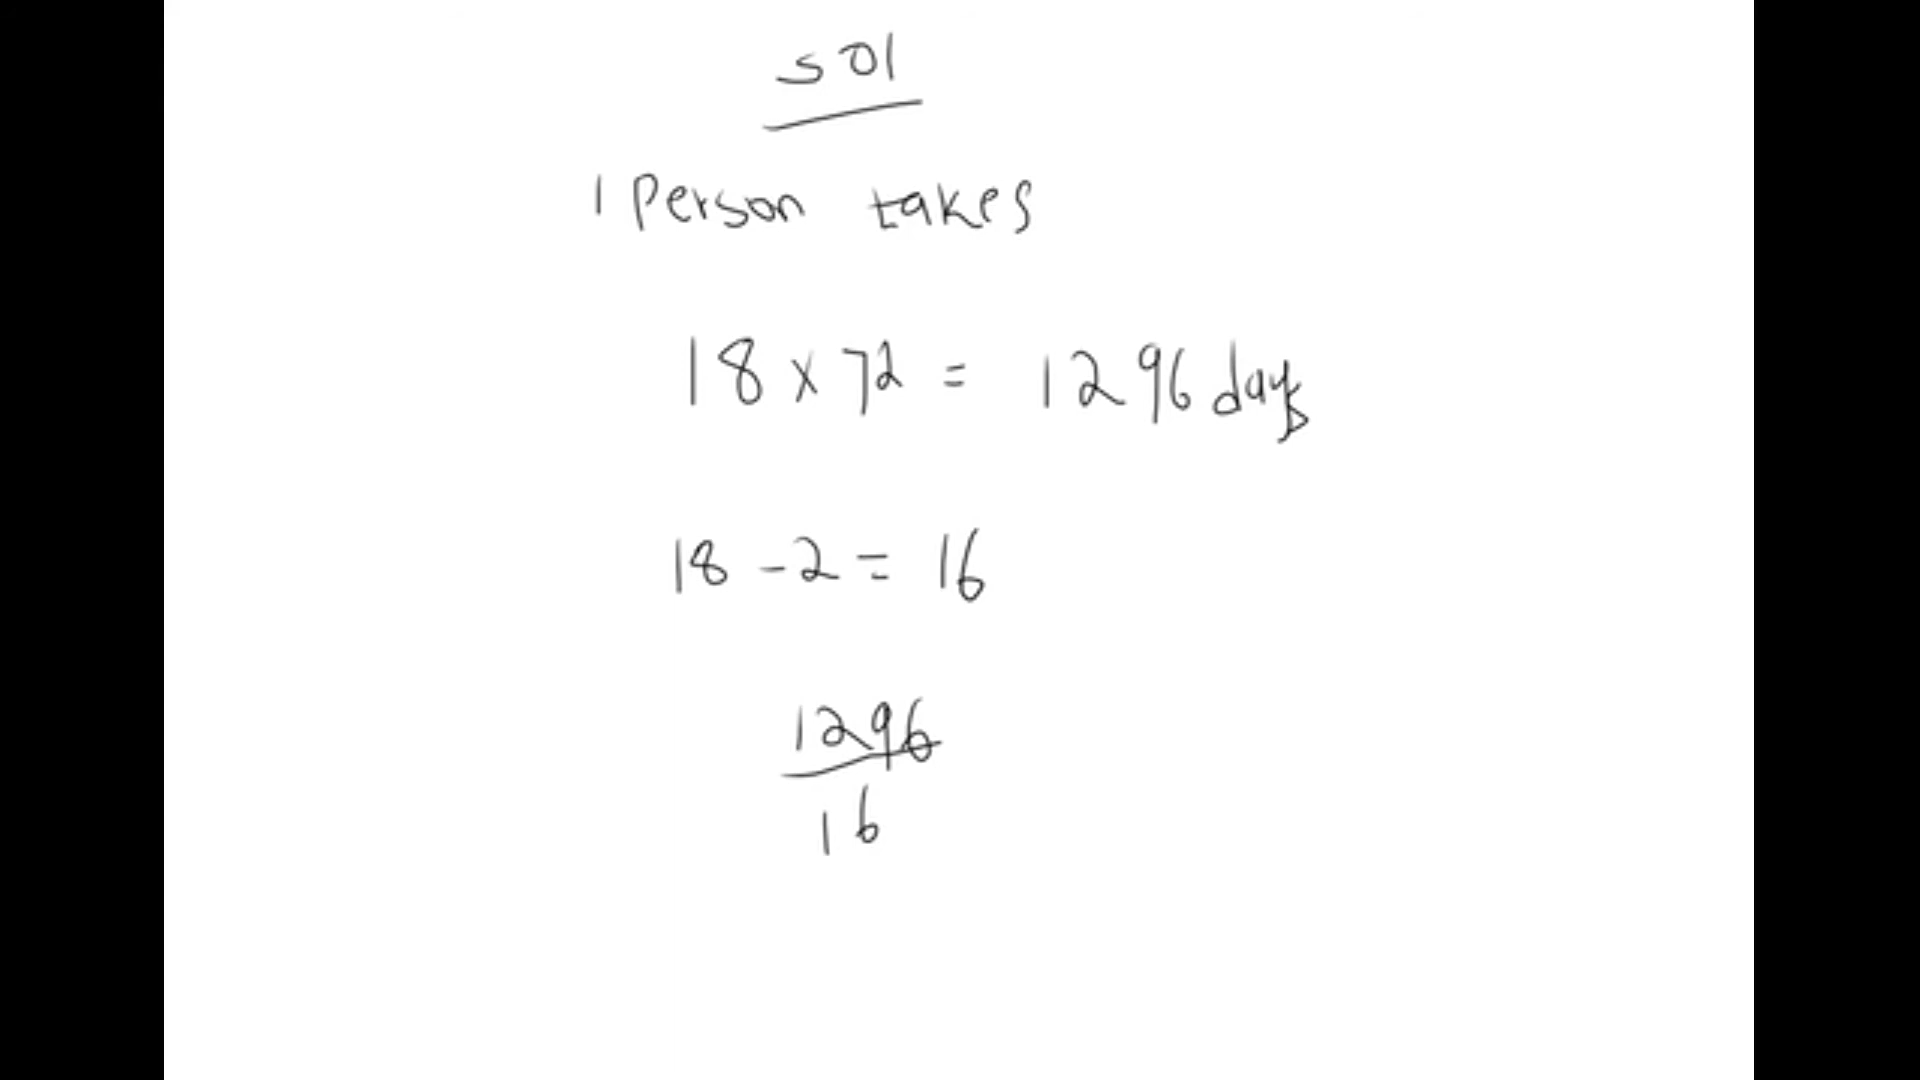 sol
1 Person takes
18 x 72 = 1296 days
18 - 2 = 16
1296
16